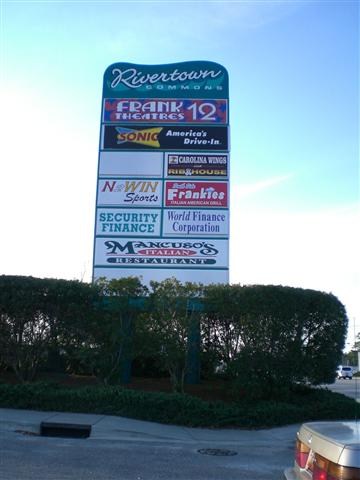 Rivertown
COMMONS
FRANK
THEATRES 12
SONIC America's
Drive-In.
CAROLINA WINGS
RIB HOUSE
N2WIN
Sports
Frankies
ITALIAN AMERICAN GRILL
SECURITY
FINANCE
World Finance
Corporation
MANCUSO'S
ITALIAN
RESTAURANT